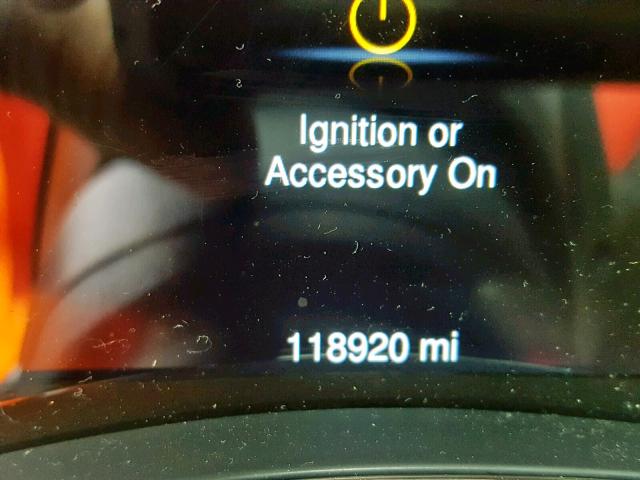 Ignition or
Accessory On
118920 mi